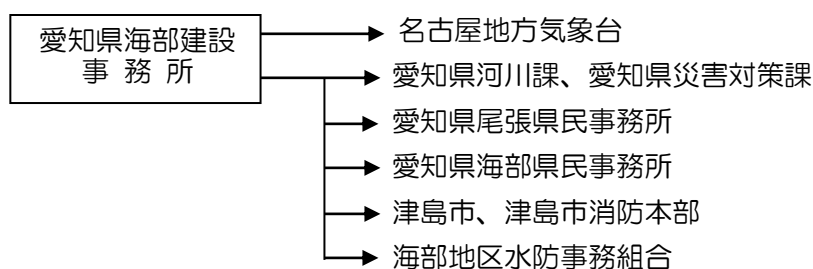 愛知県海部建設
事務所
名古屋地方気象台
愛知県河川課、愛知県災害対策課
愛知県尾張県民事務所
愛知県海部県民事務所
津島市、津島市消防本部
海部地区水防事務組合